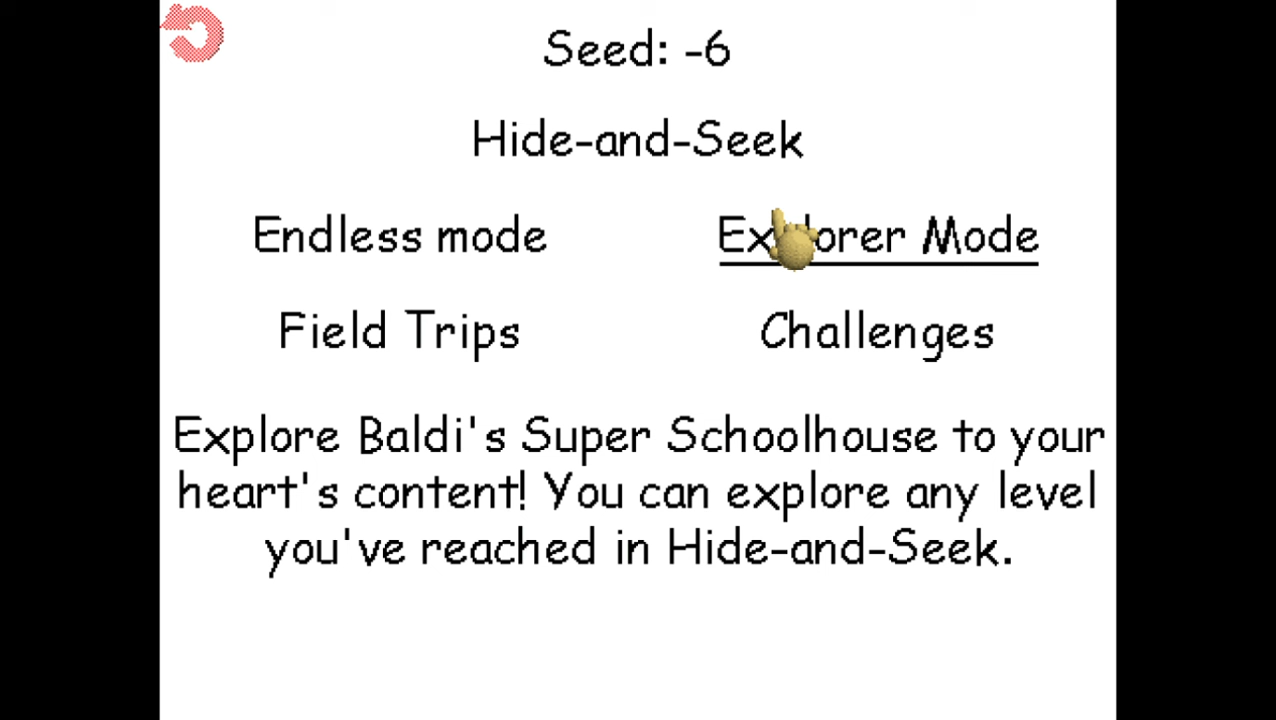 Seed: -6
Hide-and-Seek
Endless mode
Explorer Mode
Field Trips
Challenges
Explore Baldi's Super Schoolhouse to your
heart's content! You can explore any level
you've reached in Hide-and-Seek.